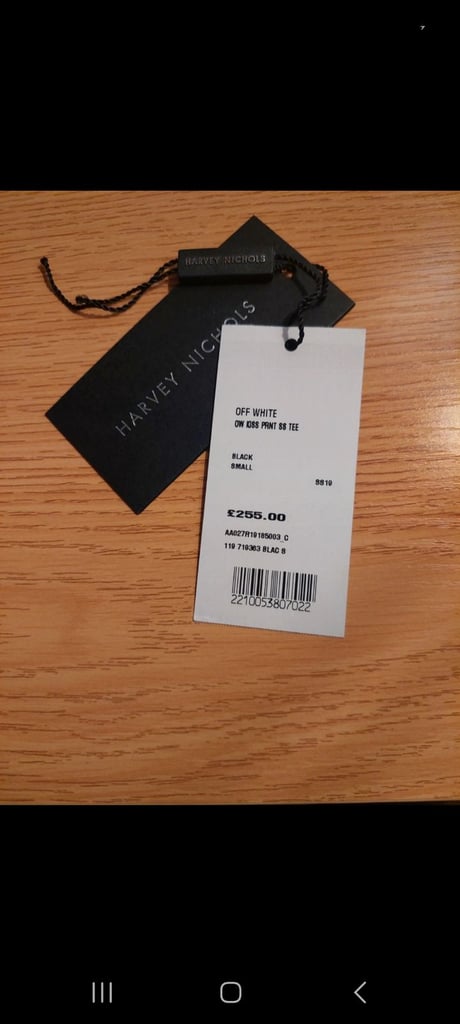 HARVEY NICHOLS
HARVEY NICHOLS
OFF WHITE
OW KISS PRNT SS TEE
BLACK
SMALL
SS19
£255.00
AA027R19185003_C
119 719363 BLAC S
2210053807022